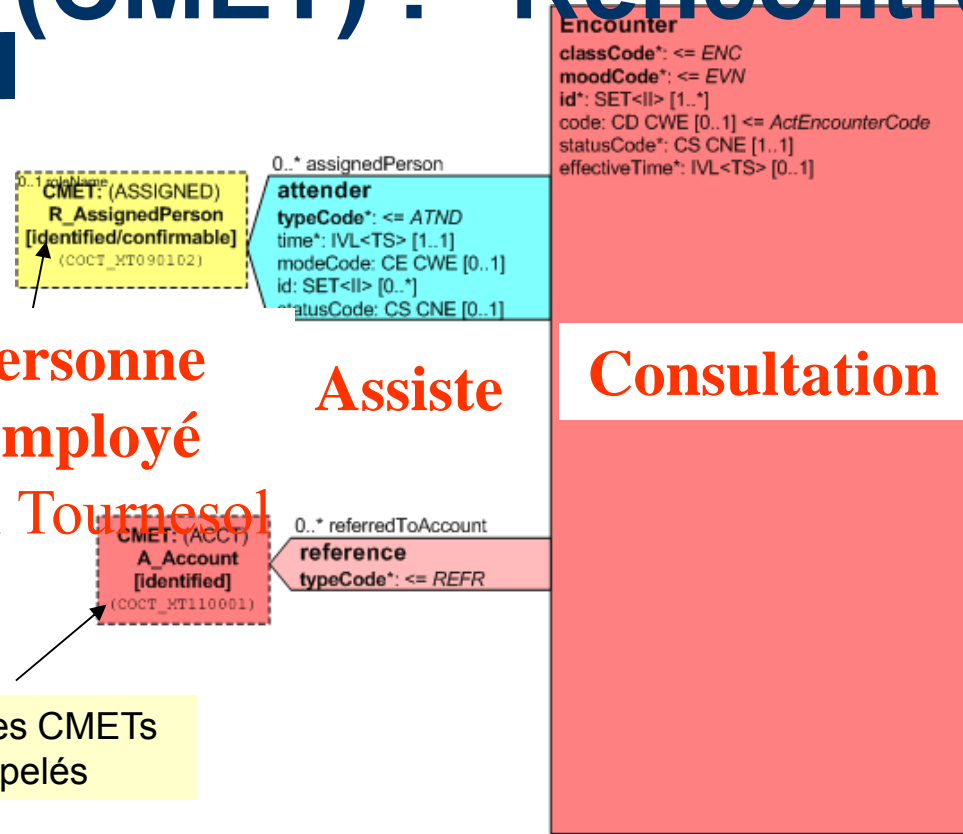 (CMET) :
Encounter
classCode*: <= ENC
moodCode*: <= EVN
id*: SET<II> [1..*]
code: CD CWE [0..1] <= ActEncounterCode
statusCode*: CS CNE [1..1]
effectiveTime*: IVL<TS> [0..1]
0..* assignedPerson
attender
typeCode*: <= ATND
time*: IVL<TS> [1..1]
modeCode: CE CWE [0..1]
id: SET<II> [0..*]
statusCode: CS CNE [0..1]
0..1 roleName
CMET: (ASSIGNED)
R_AssignedPerson
[identified/confirmable]
(COCT_MT090102)
ersonne
mployé
Tournesol
Assiste
Consultation
0..* referredToAccount
reference
typeCode*: <= REFR
CMET: (ACCT)
A_Account
[identified]
(COCT_MT110001)
es CMETs
pelés